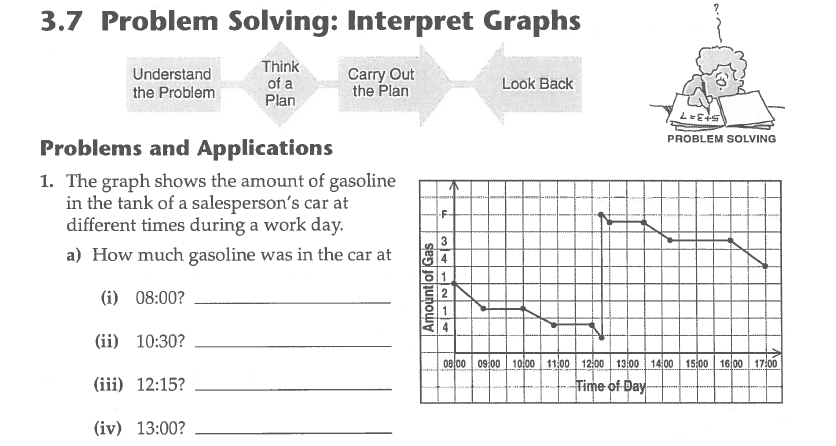 3.7 Problem Solving: Interpret Graphs
Understand
the Problem
Think
of a
Plan
Carry Out
the Plan
Look Back
?
5+3=7
PROBLEM SOLVING
Problems and Applications
1. The graph shows the amount of gasoline
in the tank of a salesperson's car at
different times during a work day.
a) How much gasoline was in the car at
(i) 08:00?
(ii) 10:30?
(iii) 12:15?
(iv) 13:00?
Amount of Gas
F
3
4
1
2
1
4
08:00 09:00 10:00 11:00 12:00 13:00 14:00 15:00 16:00 17:00
Time of Day